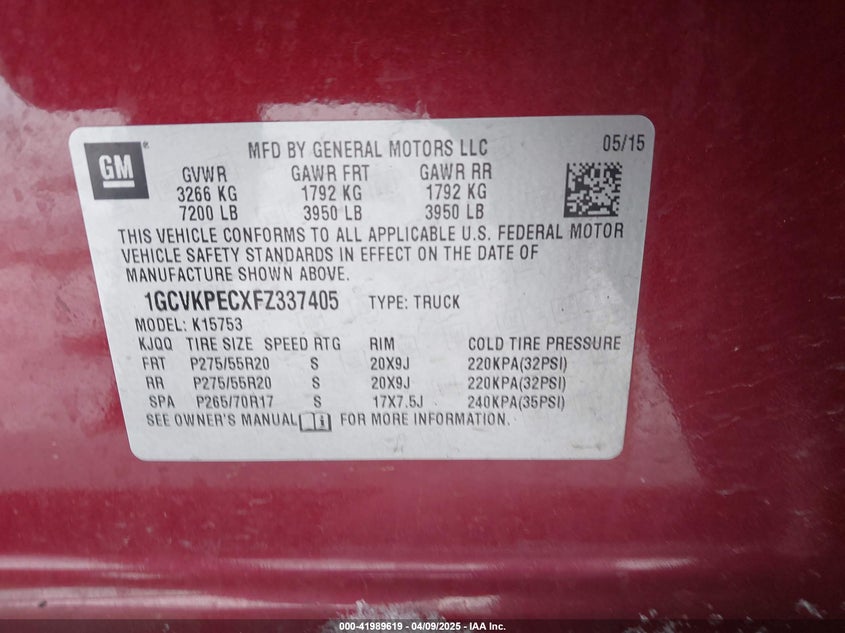 GM ®
MFD BY GENERAL MOTORS LLC 05/15
GVWR GAWR FRT GAWR RR
3266 KG 1792 KG 1792 KG
7200 LB 3950 LB 3950 LB
THIS VEHICLE CONFORMS TO ALL APPLICABLE U.S. FEDERAL MOTOR
VEHICLE SAFETY STANDARDS IN EFFECT ON THE DATE OF
MANUFACTURE SHOWN ABOVE.
1GCVKPECXFZ337405 TYPE: TRUCK
MODEL: K15753
KJQQ TIRE SIZE SPEED RTG RIM COLD TIRE PRESSURE
FRT P275/55R20 S 20X9J 220KPA(32PSI)
RR P275/55R20 S 20X9J 220KPA(32PSI)
SPA P265/70R17 S 17X7.5J 240KPA(35PSI)
SEE OWNER'S MANUAL i FOR MORE INFORMATION.
000-41989619 - 04/09/2025 - IAA Inc.